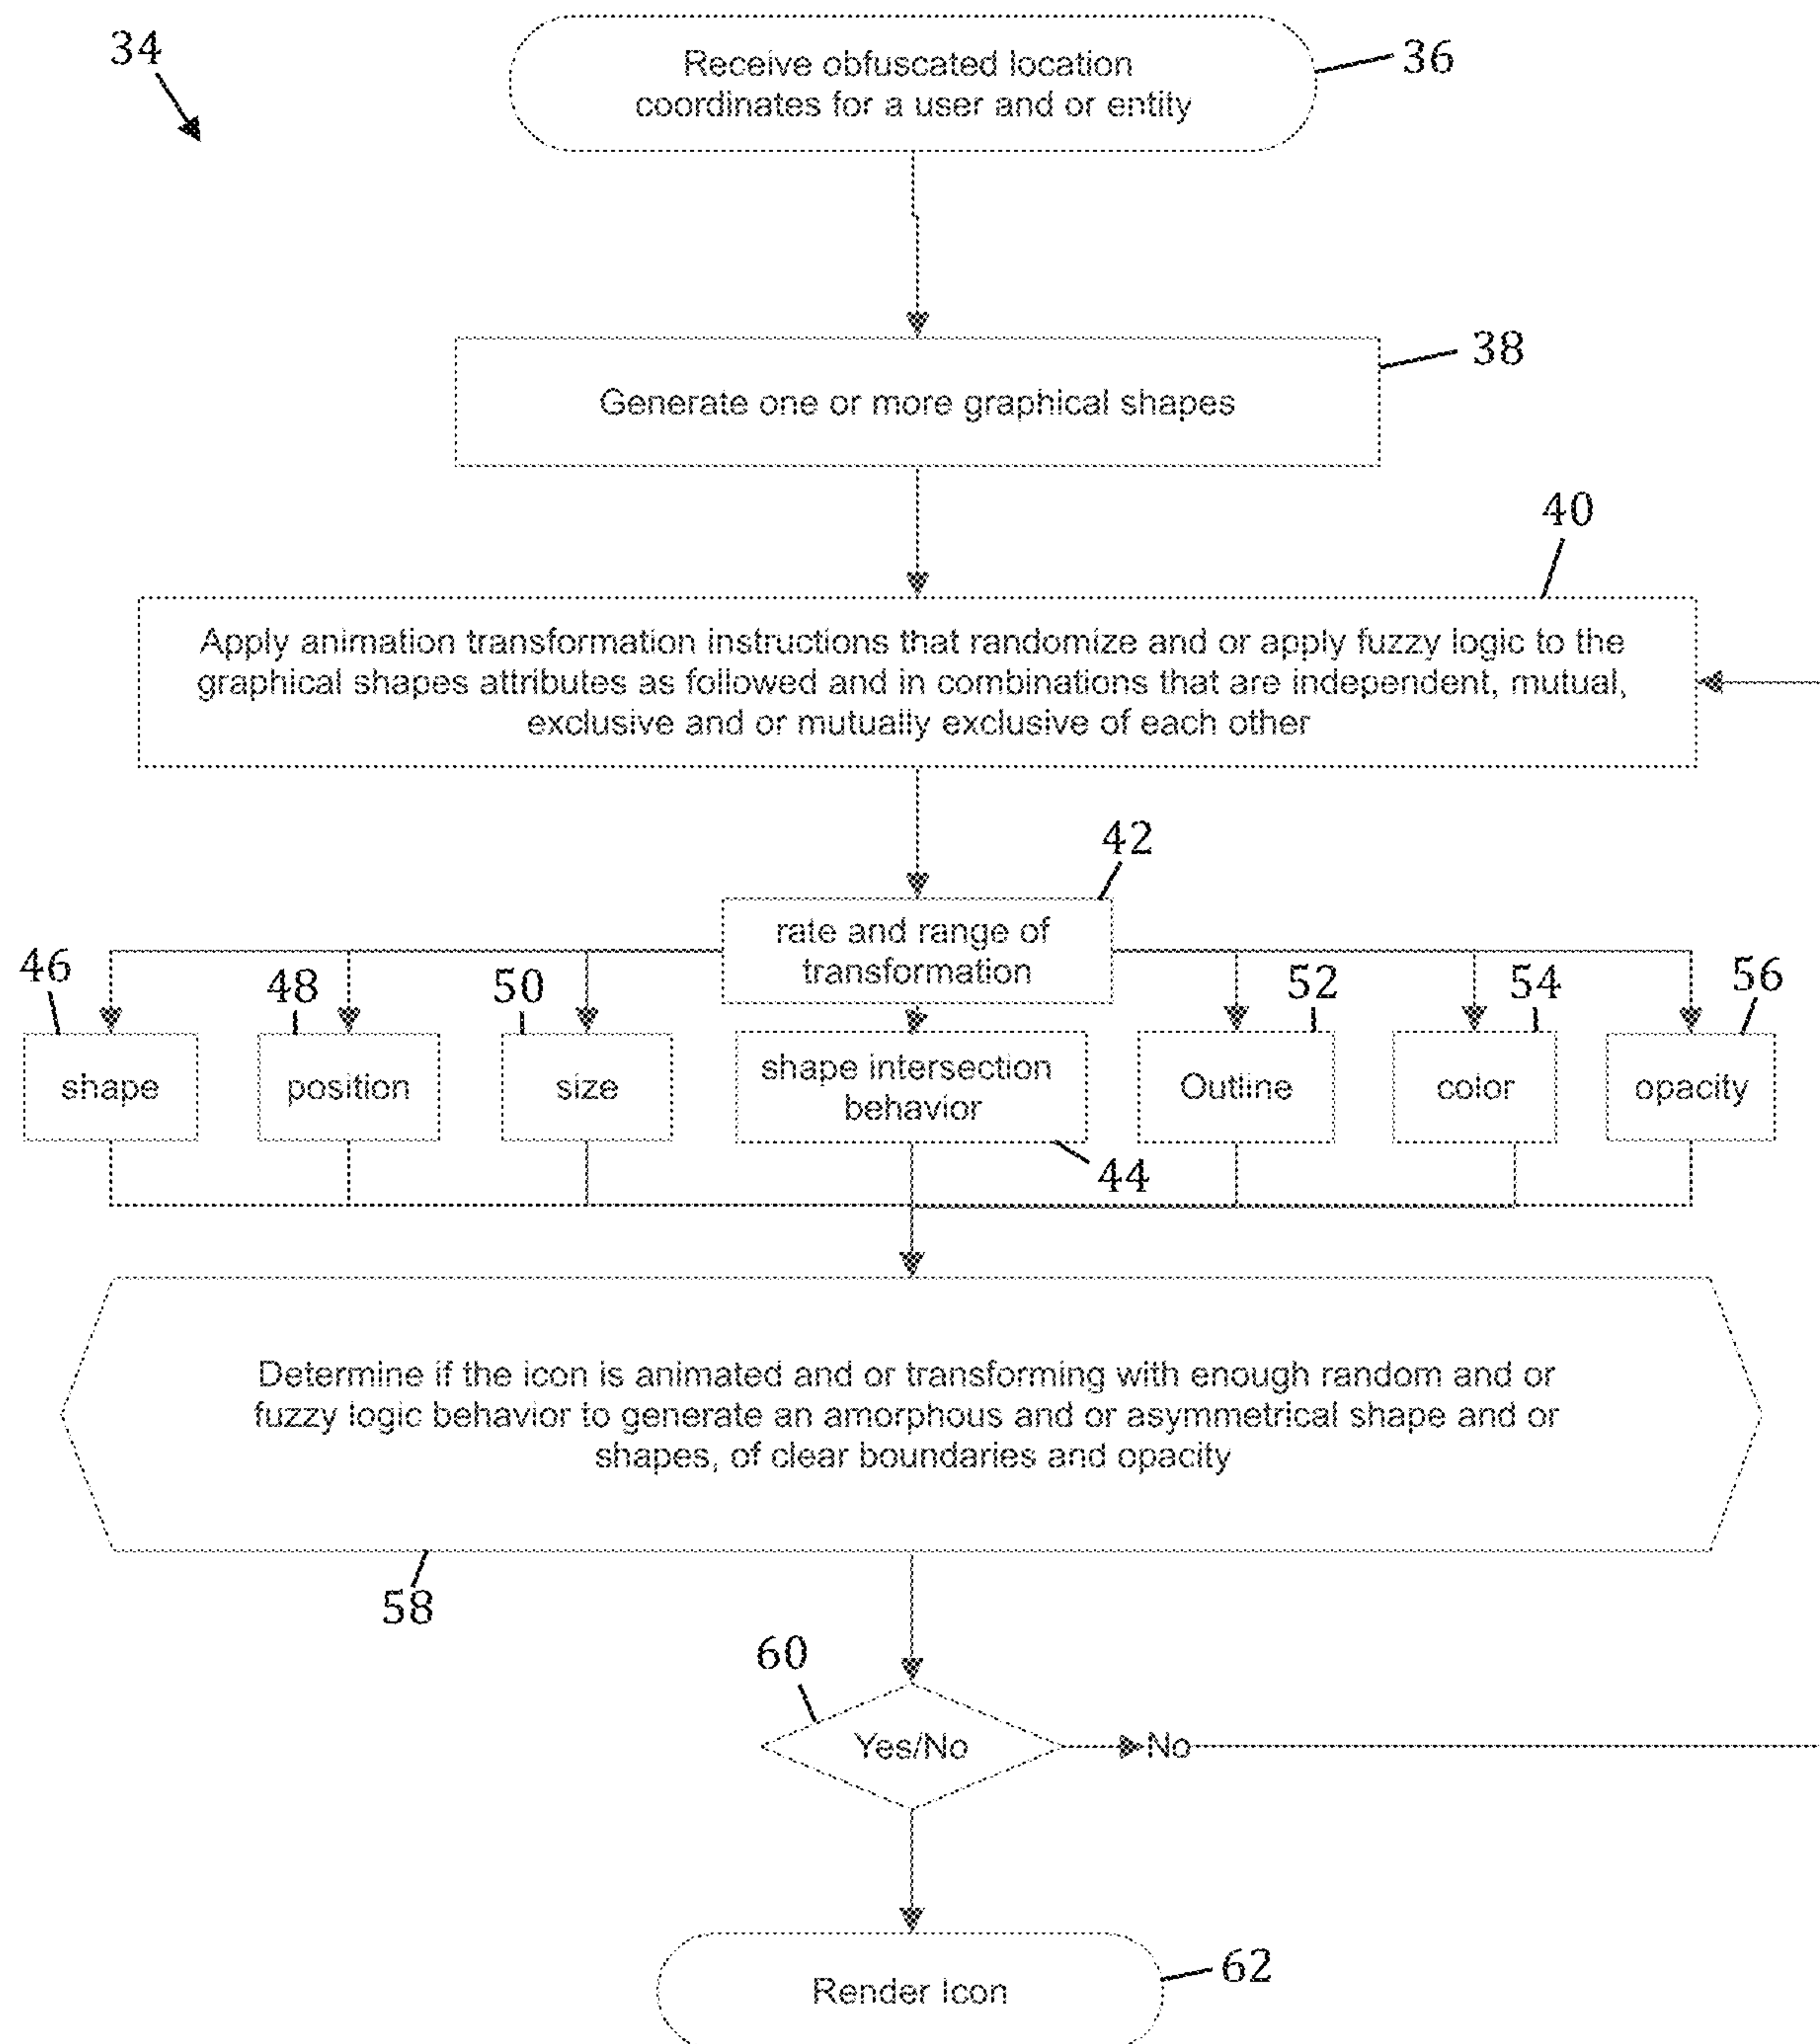 34
Receive obfuscated location
coordinates for a user and or entity
36
Generate one or more graphical shapes
38
40
Apply animation transformation instructions that randomize and or apply fuzzy logic to the
graphical shapes attributes as followed and in combinations that are independent, mutual,
exclusive and or mutually exclusive of each other
42
rate and range of
transformation
46
48
50
52
54
56
shape
position
size
shape intersection
behavior
Outline
color
opacity
44
Determine if the icon is animated and or transforming with enough random and or
fuzzy logic behavior to generate an amorphous and or asymmetrical shape and or
shapes, of clear boundaries and opacity
58
60
Yes/No
No
Render Icon
62